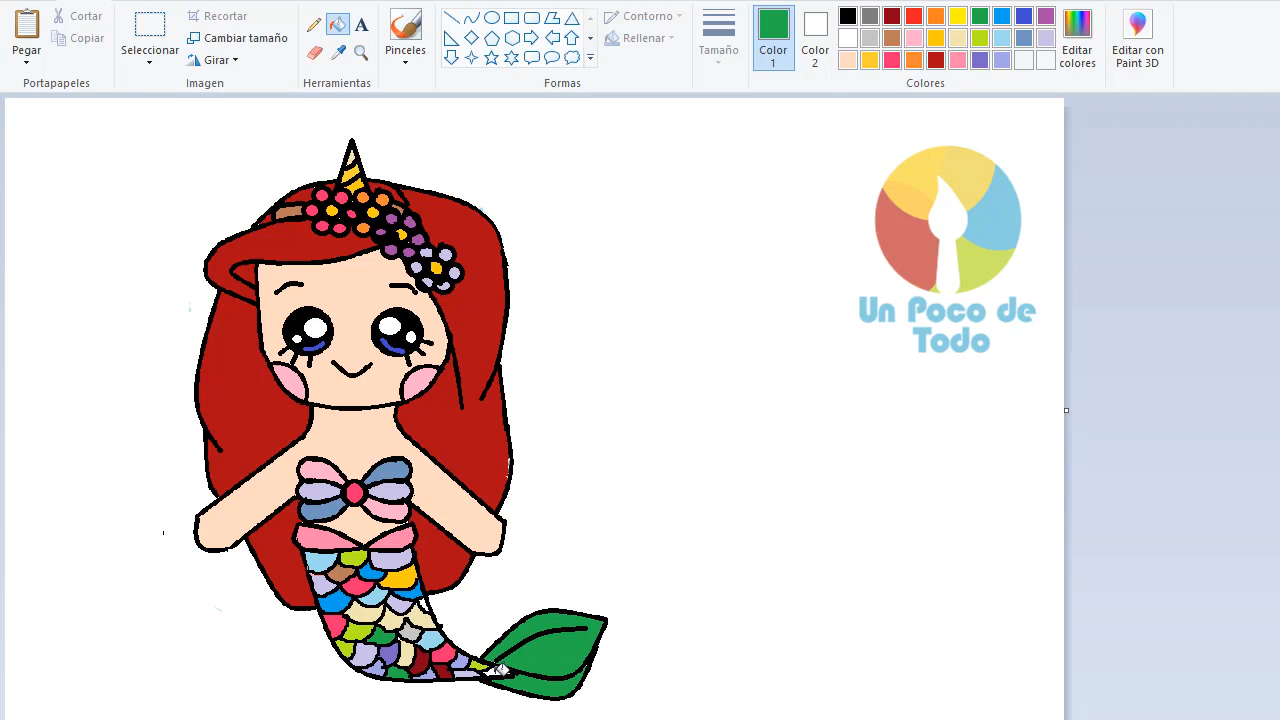 Pegar
Cortar
Copiar
Portapapeles
Seleccionar
Recortar
Cambiar tamaño
Girar
Imagen
A
Herramientas
Pinceles
Contorno
Rellenar
Formas
Tamaño
Color
1
Color
2
Colores
Editar
colores
Editar con
Paint 3D
Un Poco de
Todo